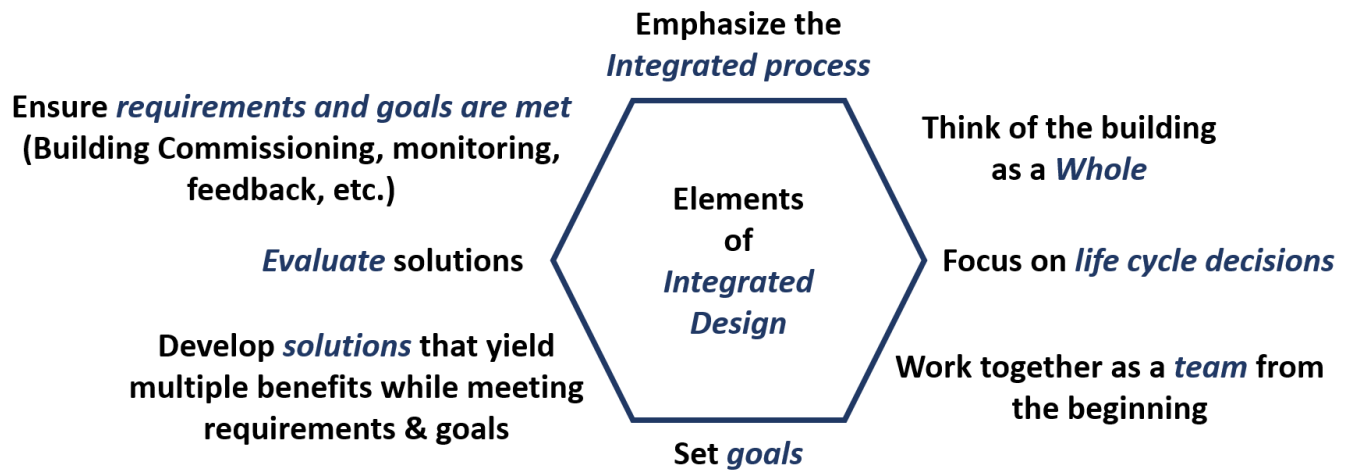 Emphasize the
Integrated process
Think of the building
as a Whole
Focus on life cycle decisions
Work together as a team from
the beginning
Set goals
Develop solutions that yield
multiple benefits while meeting
requirements & goals
Evaluate solutions
Ensure requirements and goals are met
(Building Commissioning, monitoring,
feedback, etc.)
Elements
of
Integrated
Design